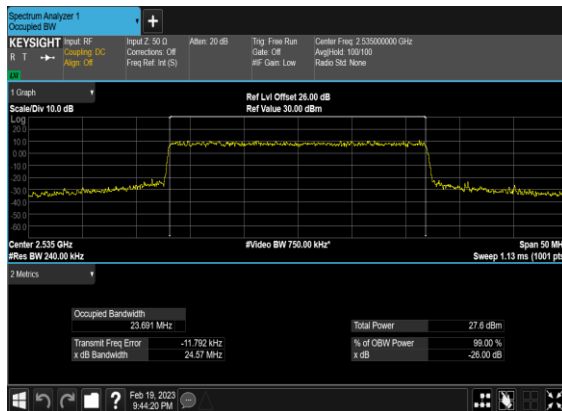 Spectrum Analyzer 1
Occupied BW
+
KEYSIGHT Input: RF Input Z: 50 Ω Atten: 20 dB Trig: Free Run Center Freq: 2.535000000 GHz
R T Coupling: DC Corrections: Off Gate: Off Avg|Hold: 100/100
Align: Off Freq Ref: Int (S) #IF Gain: Low Radio Std: None
LXI
1 Graph
Ref Lvl Offset 26.00 dB
Scale/Div 10.0 dB Ref Value 30.00 dBm
Log
20.0
10.0
0.00
-10.0
-20.0
-30.0
-40.0
-50.0
-60.0
Center 2.535 GHz #Video BW 750.00 kHz* Span 50 MH
#Res BW 240.00 kHz Sweep 1.13 ms (1001 pts
2 Metrics
Occupied Bandwidth
23.691 MHz Total Power 27.6 dBm
Transmit Freq Error -11.792 kHz % of OBW Power 99.00 %
x dB Bandwidth 24.57 MHz x dB -26.00 dB
? Feb 19, 2023
9:44:20 PM